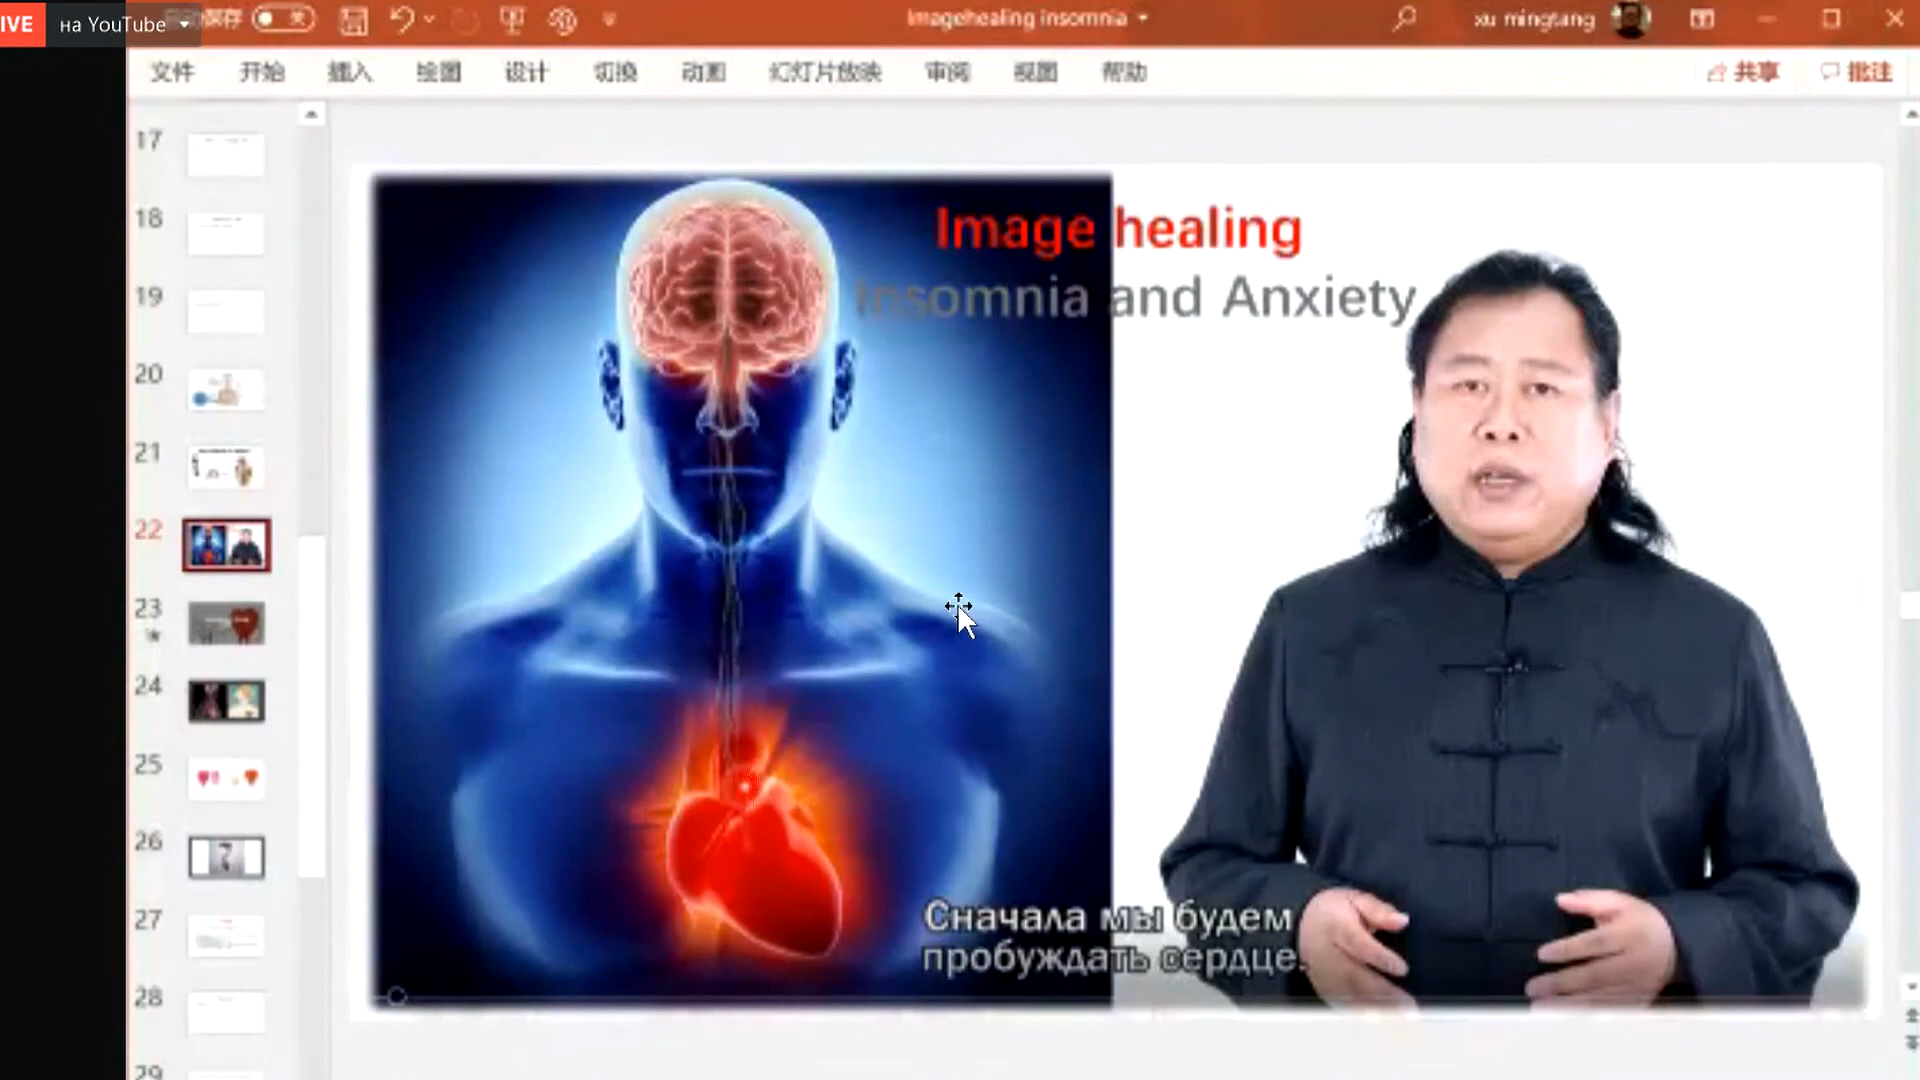 IVE на YouTube
保存
Imagehealing insomnia
xu mingtang
文件 开始 插入 绘图 设计 切换 动画 幻灯片放映 审阅 视图 帮助
共享 批注
17
18
19
20
21
22
23
24
25
26
27
28
29
Image healing
Insomnia and Anxiety
Сначала мы будем
пробуждать сердце.